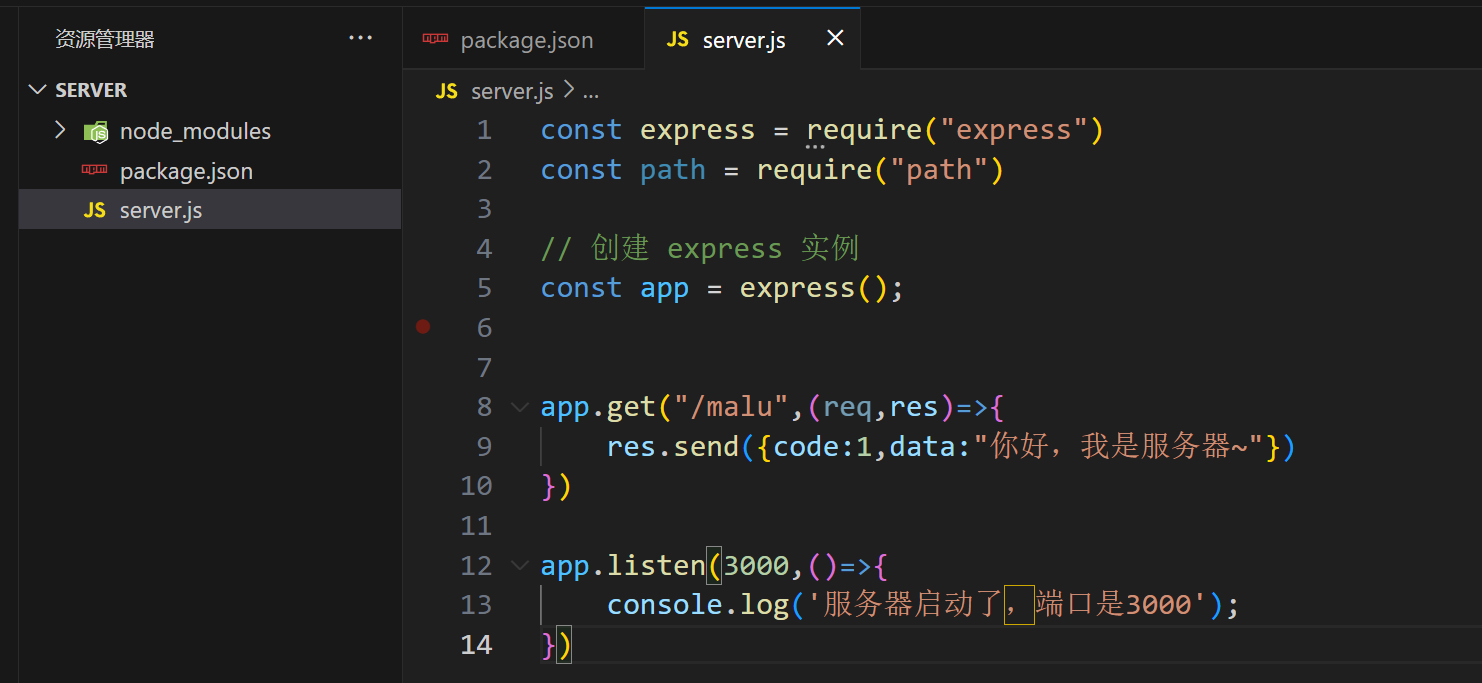 资源管理器 ···
SERVER
node_modules
package.json
JS server.js
package.json
JS server.js ×
JS server.js > ...
1 const express = require("express")
2 const path = require("path")
3
4 // 创建 express 实例
5 const app = express();
6
7
8 app.get("/malu",(req,res)=>{
9 res.send({code:1,data:"你好，我是服务器~"})
10 })
11
12 app.listen(3000,()=>{
13 console.log('服务器启动了，端口是3000');
14 })